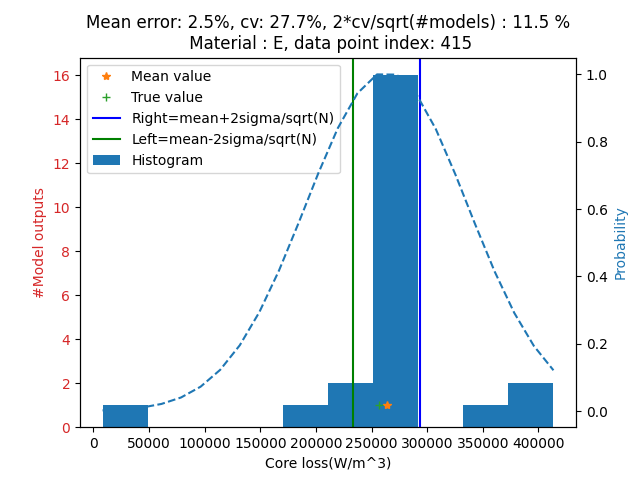 Mean error: 2.5%, cv: 27.7%, 2*cv/sqrt(#models) : 11.5 %
Material : E, data point index: 415
Mean value
True value
Right=mean+2sigma/sqrt(N)
Left=mean-2sigma/sqrt(N)
Histogram
#Model outputs
16
14
12
10
8
6
4
2
0
1.0
0.8
0.6
0.4
0.2
0.0
Probability
0 50000 100000 150000 200000 250000 300000 350000 400000
Core loss(W/m^3)